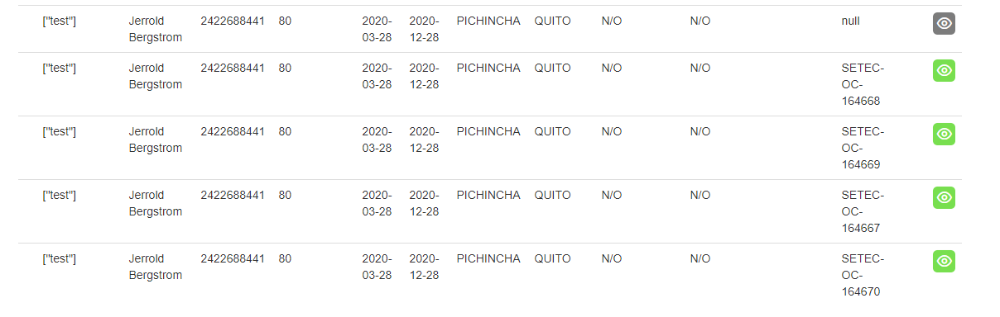 ["test"] Jerrold 2422688441 80 2020- 2020- PICHINCHA QUITO N/O N/O null
Bergstrom 03-28 12-28
["test"] Jerrold 2422688441 80 2020- 2020- PICHINCHA QUITO N/O N/O SETEC-
Bergstrom 03-28 12-28 OC-
164668
["test"] Jerrold 2422688441 80 2020- 2020- PICHINCHA QUITO N/O N/O SETEC-
Bergstrom 03-28 12-28 OC-
164669
["test"] Jerrold 2422688441 80 2020- 2020- PICHINCHA QUITO N/O N/O SETEC-
Bergstrom 03-28 12-28 OC-
164667
["test"] Jerrold 2422688441 80 2020- 2020- PICHINCHA QUITO N/O N/O SETEC-
Bergstrom 03-28 12-28 OC-
164670